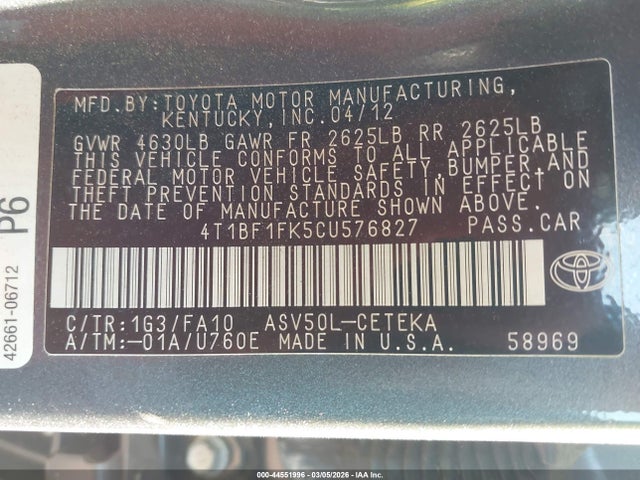 MFD.BY:TOYOTA MOTOR MANUFACTURING,
KENTUCKY, INC. 04/12
GVWR 4630LB GAWR FR 2625LB RR 2625LB
THIS VEHICLE CONFORMS TO ALL APPLICABLE
FEDERAL MOTOR VEHICLE SAFETY,BUMPER,AND
THEFT PREVENTION STANDARDS IN EFFECT ON
THE DATE OF MANUFACTURE SHOWN ABOVE.
4T1BF1FK5CU576827 PASS.CAR
C/TR:1G3/FA10 ASV50L-CETEKA
A/TM:-01A/U760E MADE IN U.S.A. 58969
P6
42661-06712
000-44551996 - 03/05/2026 - IAA Inc.